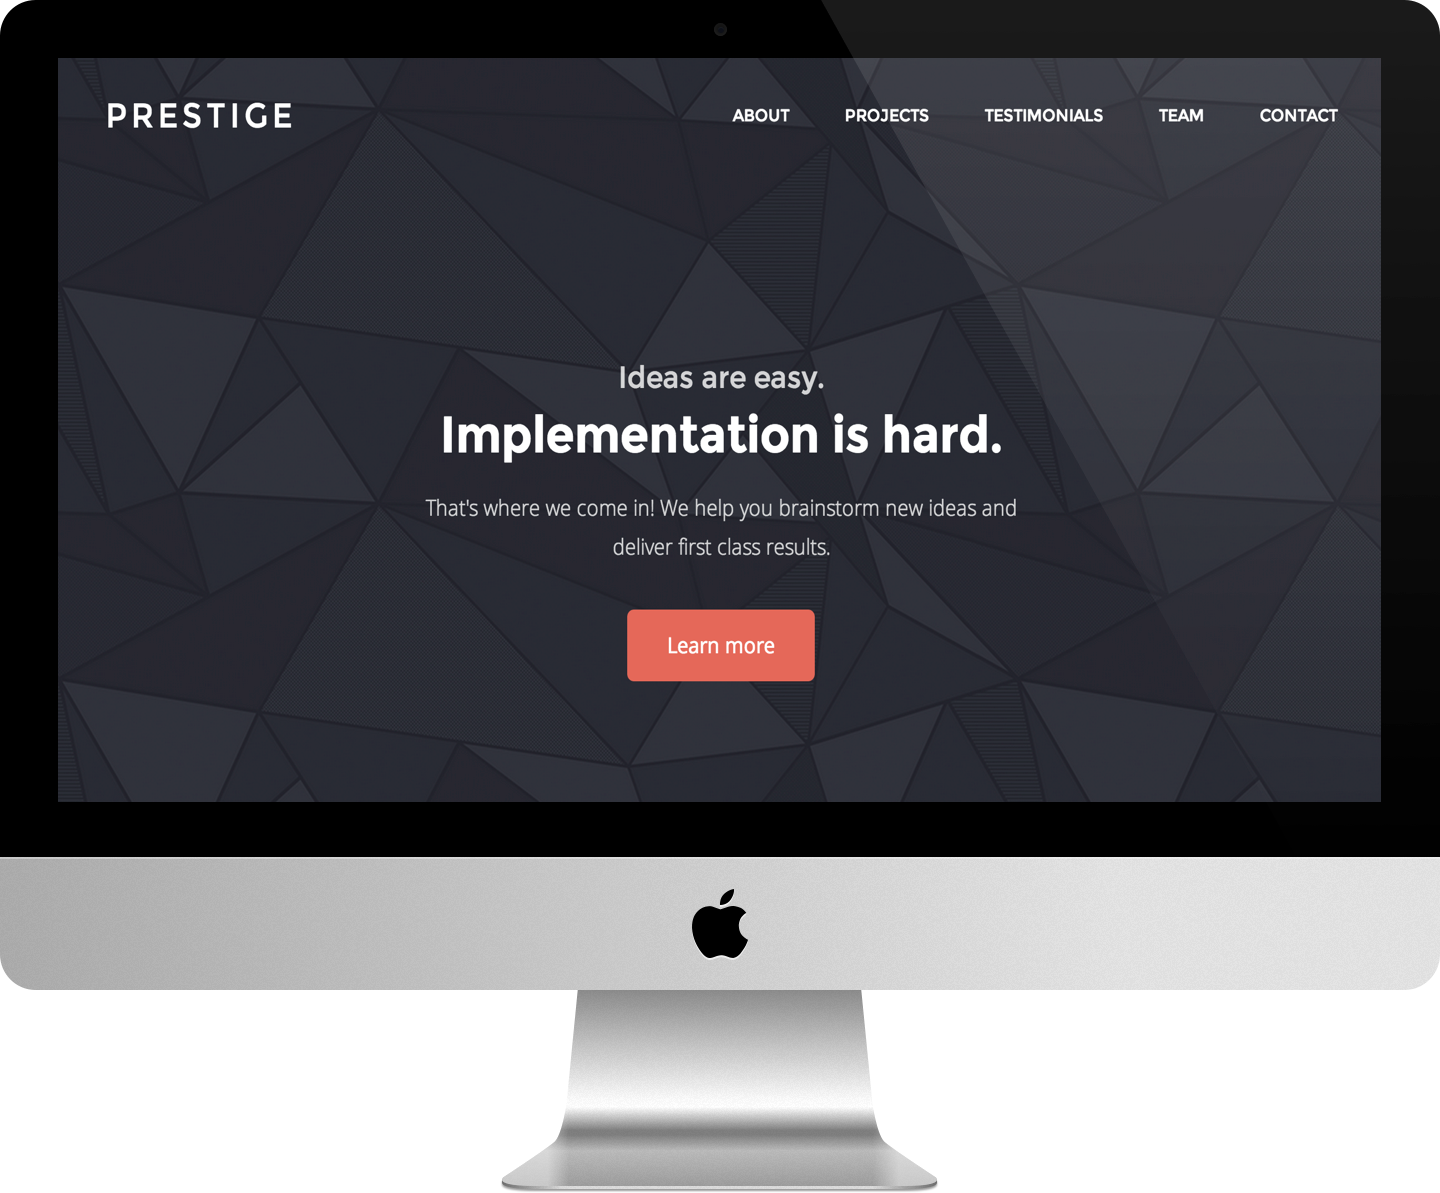 PRESTIGE
ABOUT PROJECTS TESTIMONIALS TEAM CONTACT
Ideas are easy.
Implementation is hard.
That's where we come in! We help you brainstorm new ideas and
deliver first class results.
Learn more